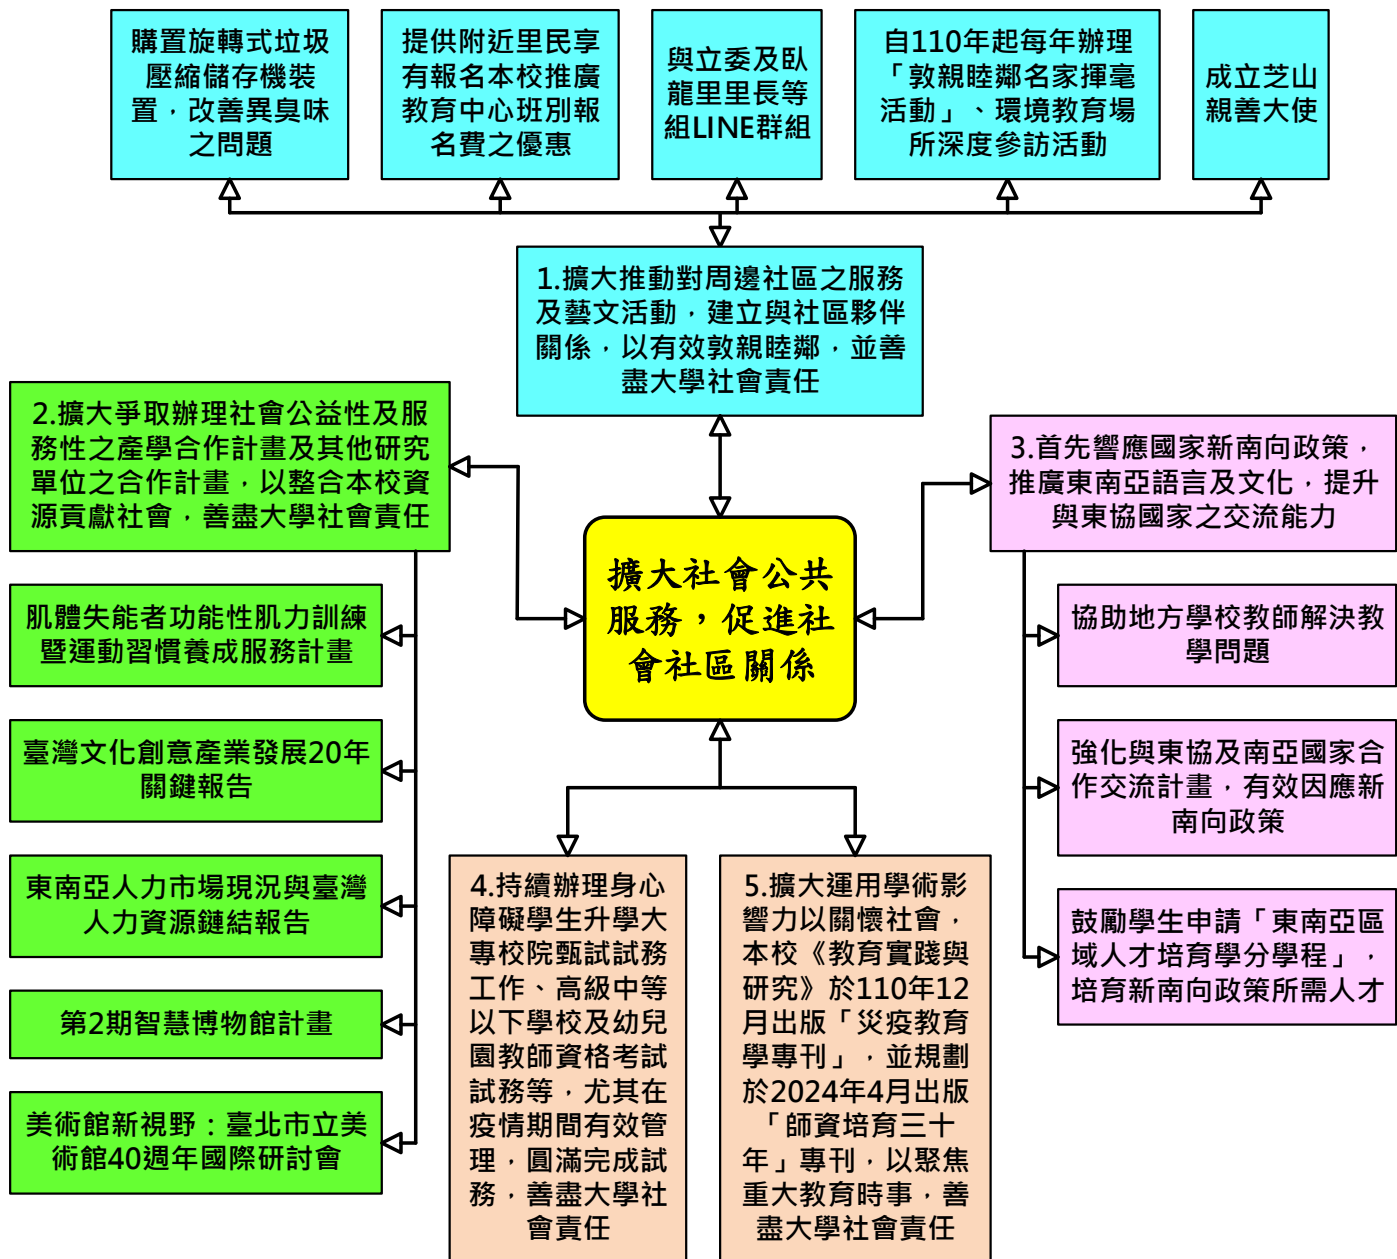 購置旋轉式垃圾
壓縮儲存機裝
置，改善異臭味
之問題
提供附近里民享
有報名本校推廣
教育中心班別報
名費之優惠
與立委及臥
龍里里長等
組LINE群組
自110年起每年辦理
「敦親睦鄰名家揮毫
活動」、環境教育場
所深度參訪活動
成立芝山
親善大使
1.擴大推動對周邊社區之服務
及藝文活動，建立與社區夥伴
關係，以有效敦親睦鄰，並善
盡大學社會責任
2.擴大爭取辦理社會公益性及服
務性之產學合作計畫及其他研究
單位之合作計畫，以整合本校資
源貢獻社會，善盡大學社會責任
3.首先響應國家新南向政策，
推廣東南亞語言及文化，提升
與東協國家之交流能力
擴大社會公共
服務，促進社
會社區關係
肌體失能者功能性肌力訓練
暨運動習慣養成服務計畫
臺灣文化創意產業發展20年
關鍵報告
東南亞人力市場現況與臺灣
人力資源鏈結報告
第2期智慧博物館計畫
美術館新視野：臺北市立美
術館40週年國際研討會
協助地方學校教師解決教
學問題
強化與東協及南亞國家合
作交流計畫，有效因應新
南向政策
鼓勵學生申請「東南亞區
域人才培育學分學程」，
培育新南向政策所需人才
4.持續辦理身心
障礙學生升學大
專校院甄試試務
工作、高級中等
以下學校及幼兒
園教師資格考試
試務等，尤其在
疫情期間有效管
理，圓滿完成試
務，善盡大學社
會責任
5.擴大運用學術影
響力以關懷社會，
本校《教育實踐與
研究》於110年12
月出版「災疫教育
學專刊」，並規劃
於2024年4月出版
「師資培育三十
年」專刊，以聚焦
重大教育時事，善
盡大學社會責任